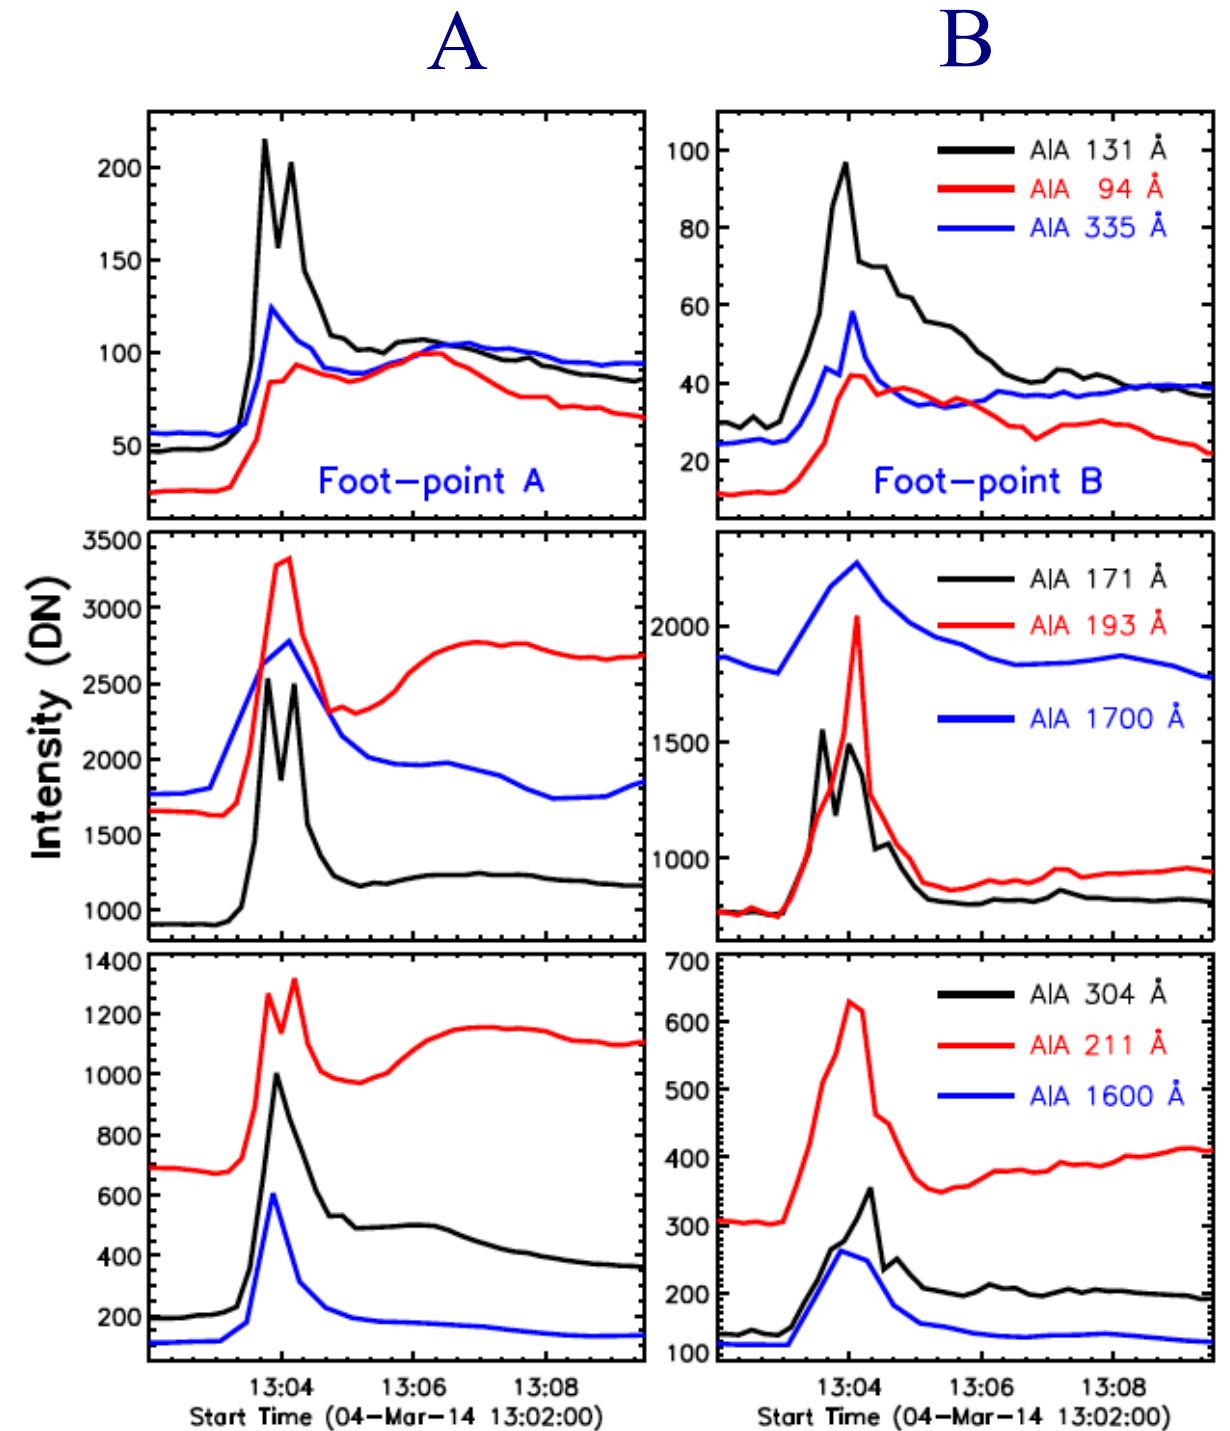 A
B
200
150
100
50
Foot-point A
100
80
60
40
20
AIA 131 Å
AIA 94 Å
AIA 335 Å
Foot-point B
Intensity (DN)
3500
3000
2500
2000
1500
1000
2000
1500
1000
AIA 171 Å
AIA 193 Å
AIA 1700 Å
1400
1200
1000
800
600
400
200
700
600
500
400
300
200
100
AIA 304 Å
AIA 211 Å
AIA 1600 Å
13:04 13:06 13:08
Start Time (04-Mar-14 13:02:00)
13:04 13:06 13:08
Start Time (04-Mar-14 13:02:00)